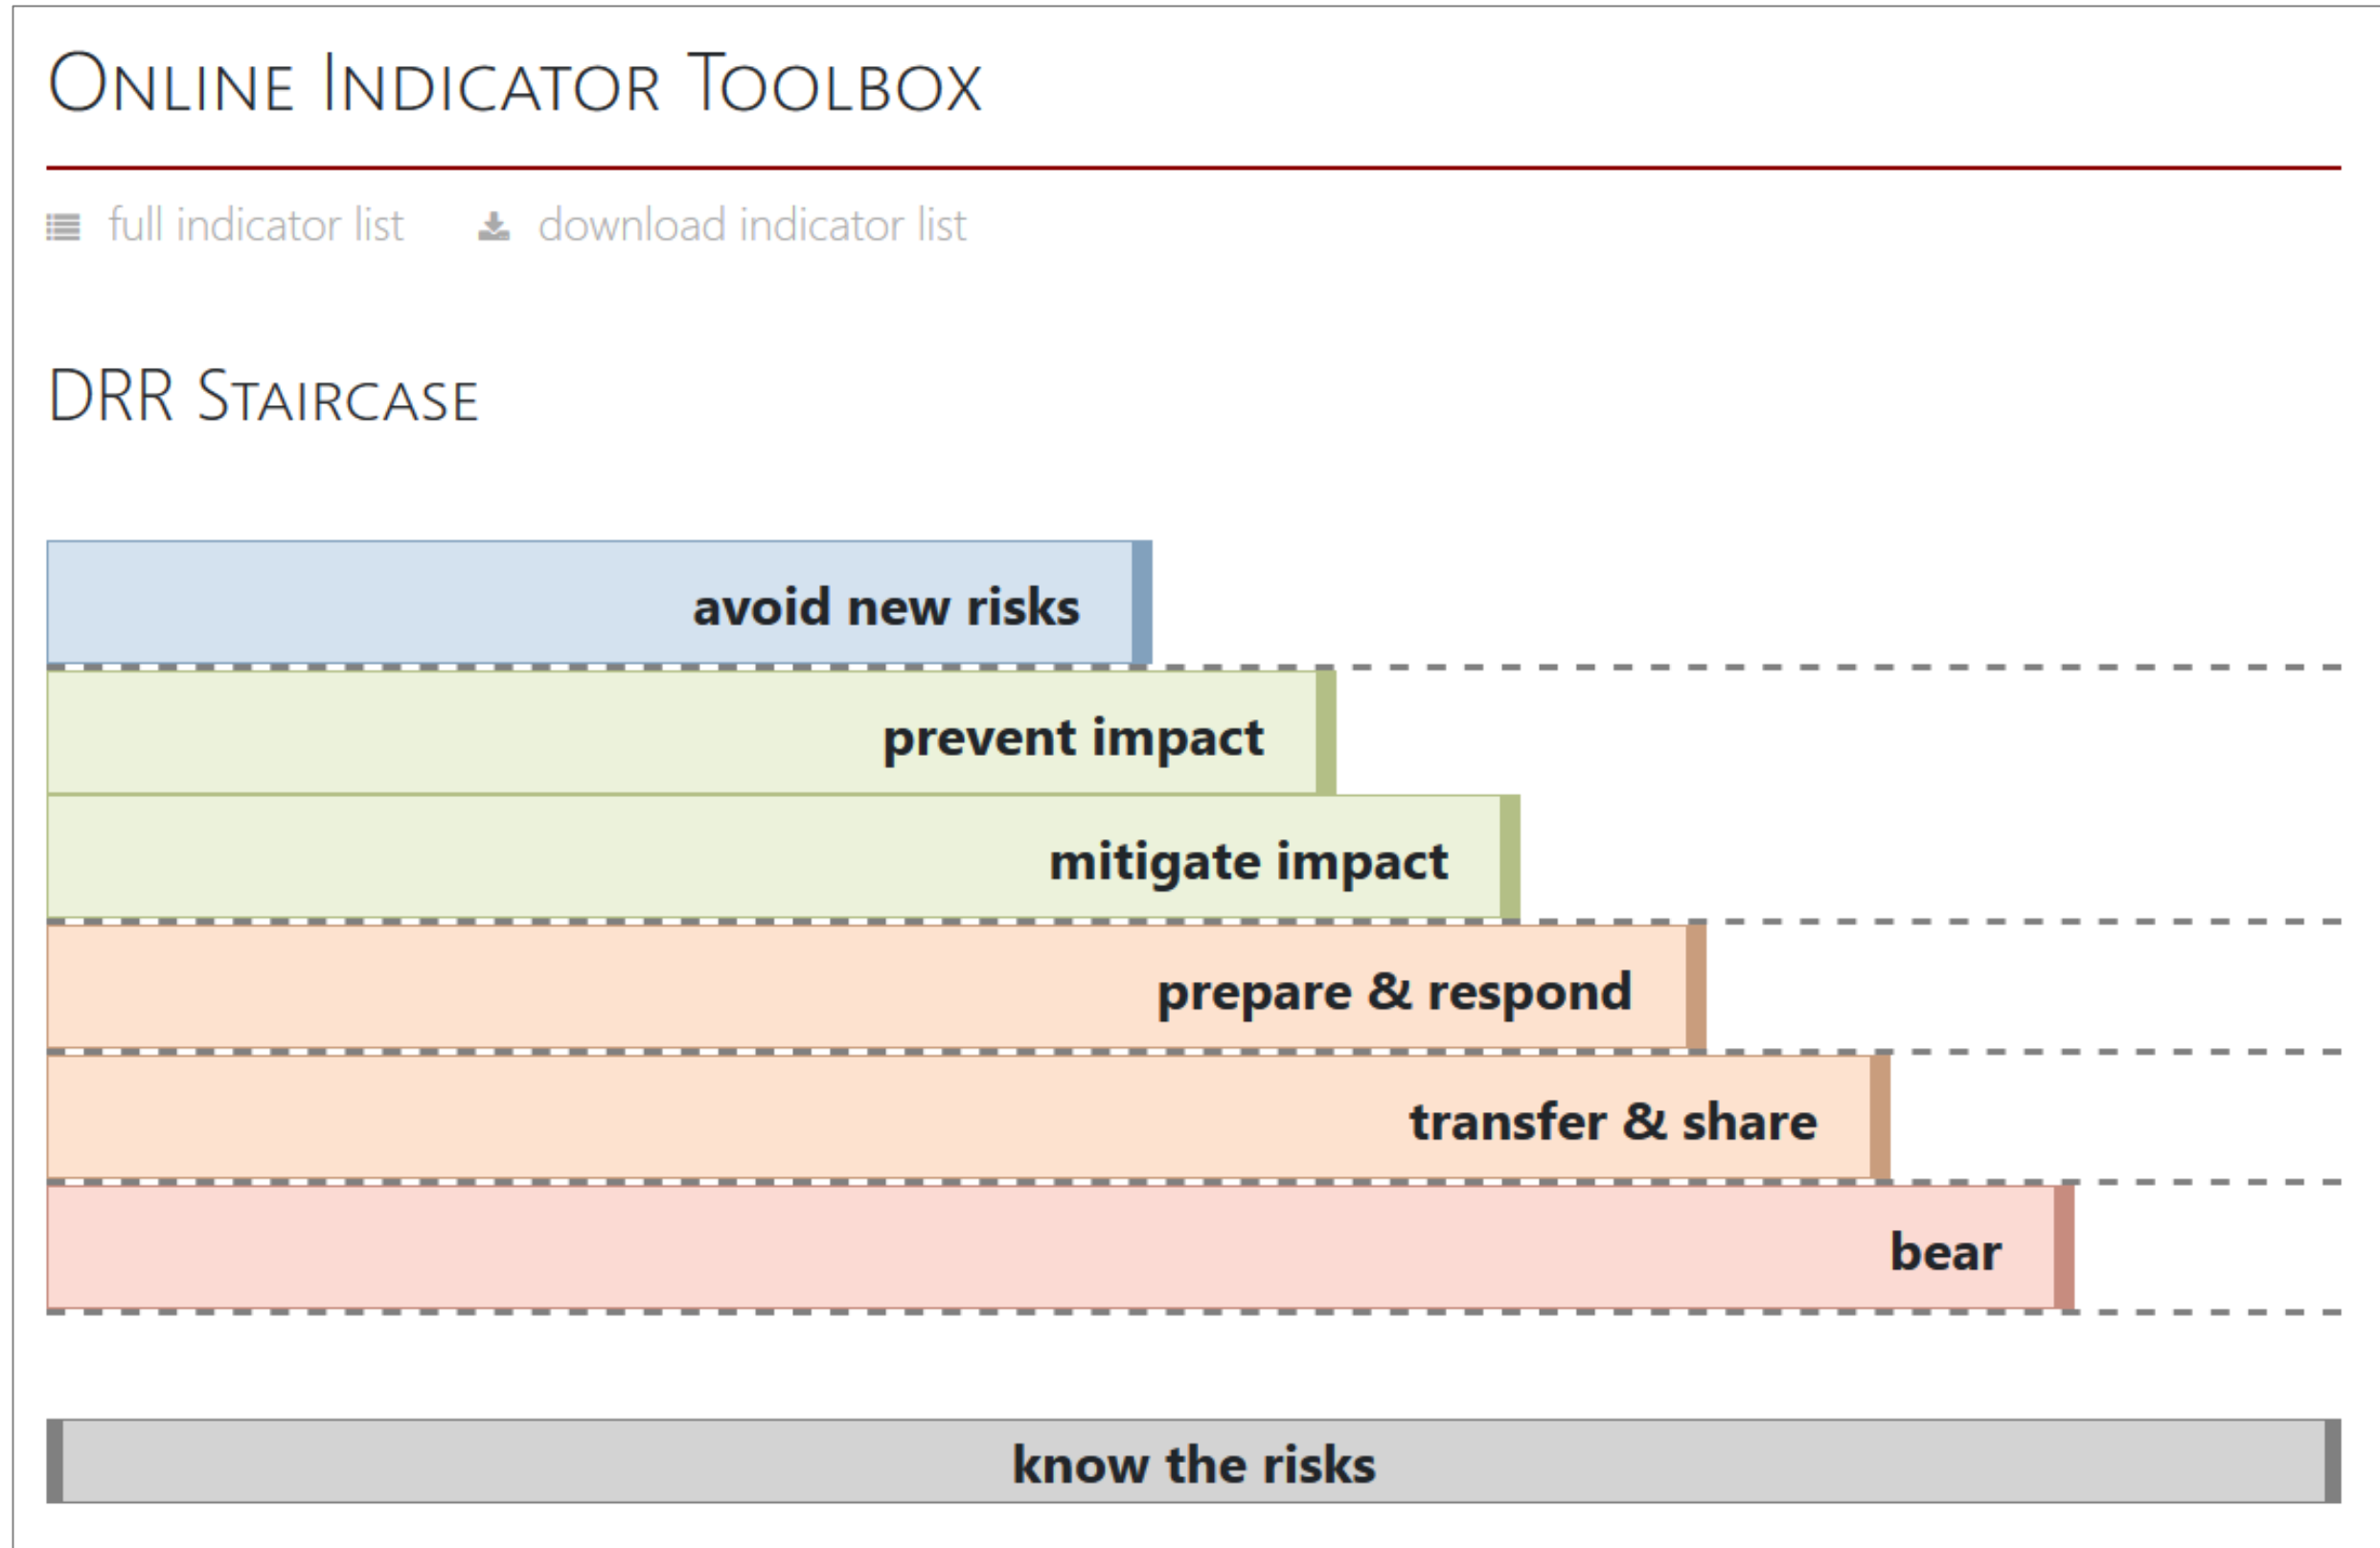 Online Indicator Toolbox
full indicator list download indicator list
DRR Staircase
avoid new risks
prevent impact
mitigate impact
prepare & respond
transfer & share
bear
know the risks